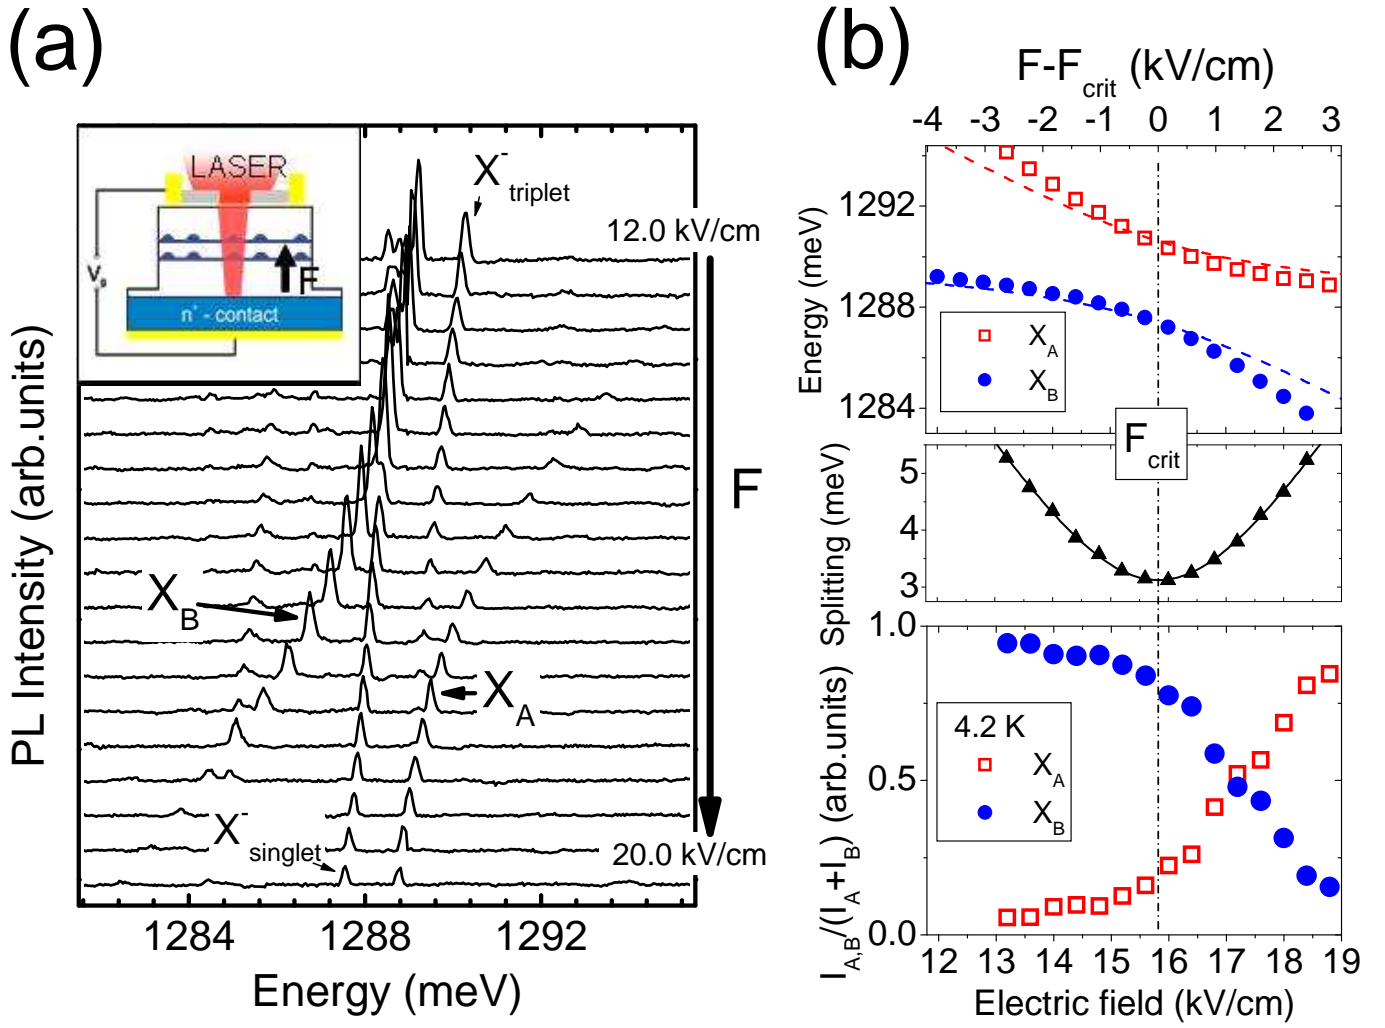 (a)
LASER
V_g
F
n⁺ - contact
X⁻ triplet
12.0 kV/cm
F
X_B
X_A
X⁻ singlet
20.0 kV/cm
PL Intensity (arb.units)
1284 1288 1292
Energy (meV)
(b)
F-F_crit (kV/cm)
-4 -3 -2 -1 0 1 2 3
Energy (meV)
1292
1288
1284
X_A
X_B
F_crit
Splitting (meV)
5
4
3
I_A,B/(I_A+I_B) (arb.units)
1.0
0.5
0.0
4.2 K
X_A
X_B
12 13 14 15 16 17 18 19
Electric field (kV/cm)